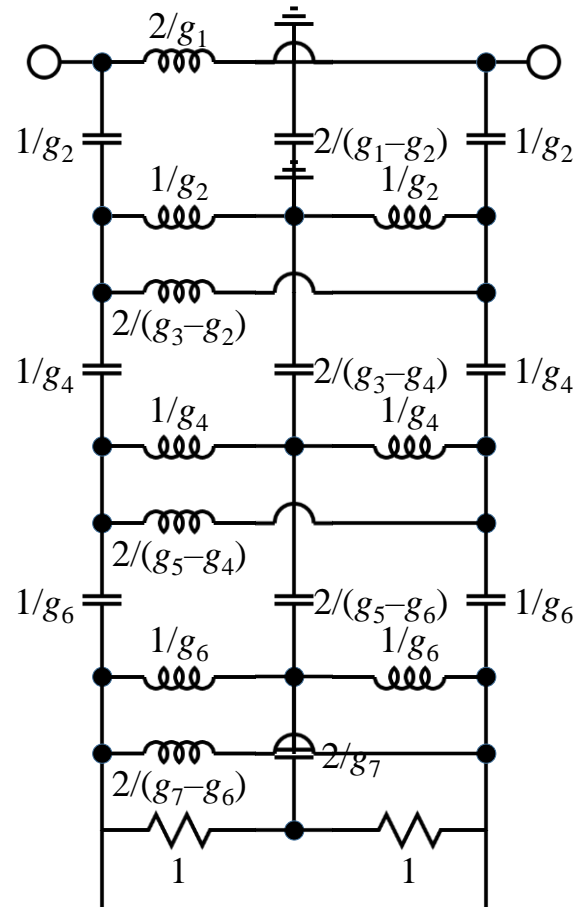 2/g₁
1/g₂ 2/(g₁–g₂) 1/g₂
1/g₂ 1/g₂
2/(g₃–g₂)
1/g₄ 2/(g₃–g₄) 1/g₄
1/g₄ 1/g₄
2/(g₅–g₄)
1/g₆ 2/(g₅–g₆) 1/g₆
1/g₆ 1/g₆
2/g₇
2/(g₇–g₆)
1 1